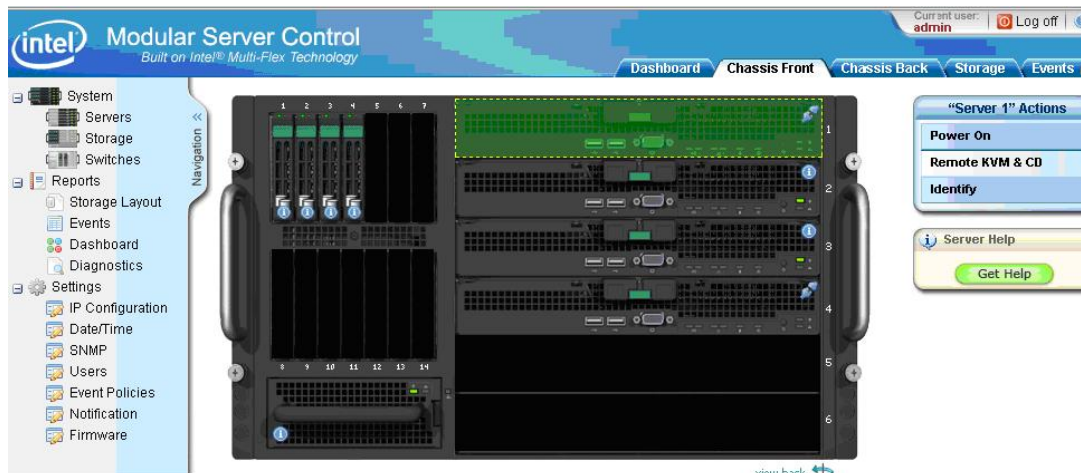 intel
Modular Server Control
Built on Intel® Multi-Flex Technology
Current user:
admin
Log off
Dashboard
Chassis Front
Chassis Back
Storage
Events
System
Servers
Storage
Switches
Reports
Storage Layout
Events
Dashboard
Diagnostics
Settings
IP Configuration
Date/Time
SNMP
Users
Event Policies
Notification
Firmware
Navigation
1 2 3 4 5 6 7
8 9 10 11 12 13 14
1
2
3
4
5
6
view back
"Server 1" Actions
Power On
Remote KVM & CD
Identify
Server Help
Get Help